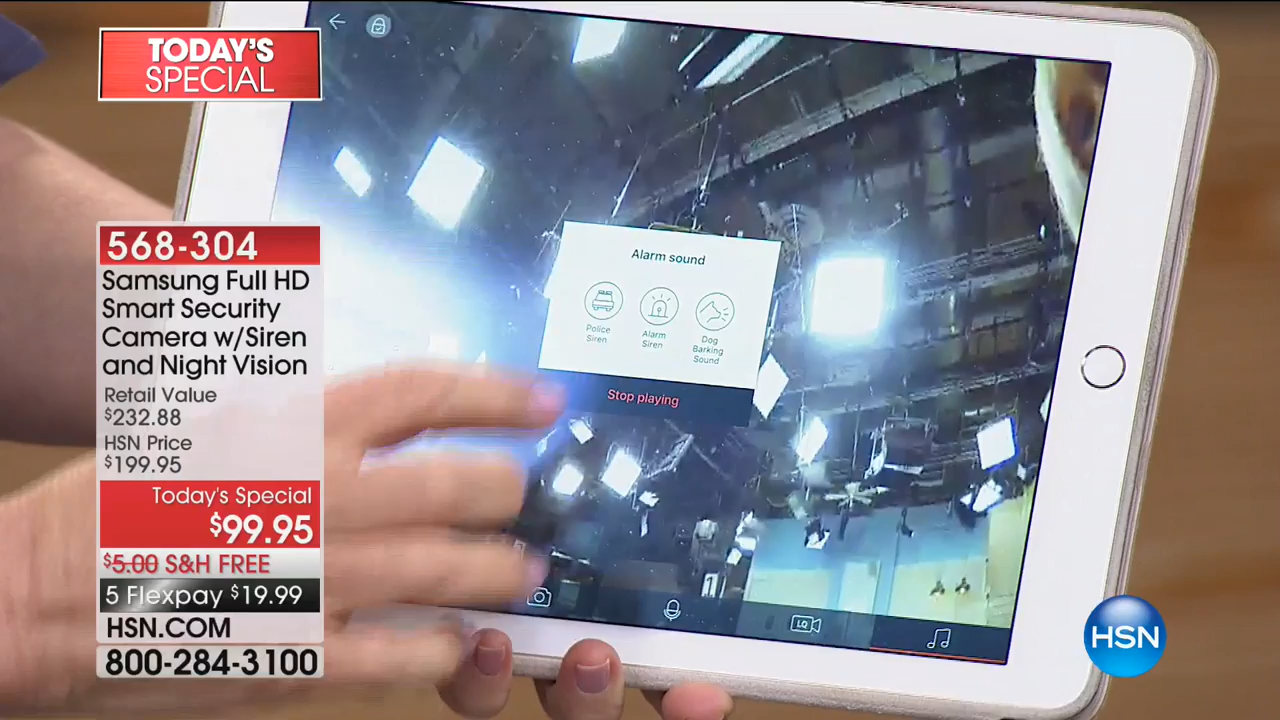 TODAY'S
SPECIAL
568-304
Samsung Full HD
Smart Security
Camera w/Siren
and Night Vision
Retail Value
$232.88
HSN Price
$199.95
Today's Special
$99.95
$5.00 S&H FREE
5 Flexpay $19.99
HSN.COM
800-284-3100
Alarm sound
Police
Siren
Alarm
Siren
Dog
Barking
Sound
Stop playing
LQ
HSN